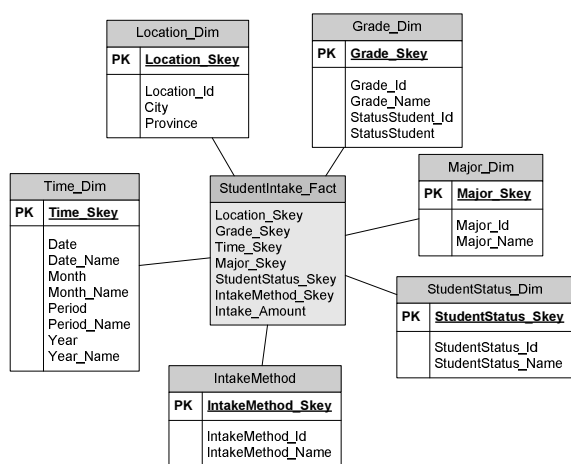 Location_Dim
PK Location_Skey
Location_Id
City
Province
Grade_Dim
PK Grade_Skey
Grade_Id
Grade_Name
StatusStudent_Id
StatusStudent
Time_Dim
PK Time_Skey
Date
Date_Name
Month
Month_Name
Period
Period_Name
Year
Year_Name
StudentIntake_Fact
Location_Skey
Grade_Skey
Time_Skey
Major_Skey
StudentStatus_Skey
IntakeMethod_Skey
Intake_Amount
Major_Dim
PK Major_Skey
Major_Id
Major_Name
StudentStatus_Dim
PK StudentStatus_Skey
StudentStatus_Id
StudentStatus_Name
IntakeMethod
PK IntakeMethod_Skey
IntakeMethod_Id
IntakeMethod_Name